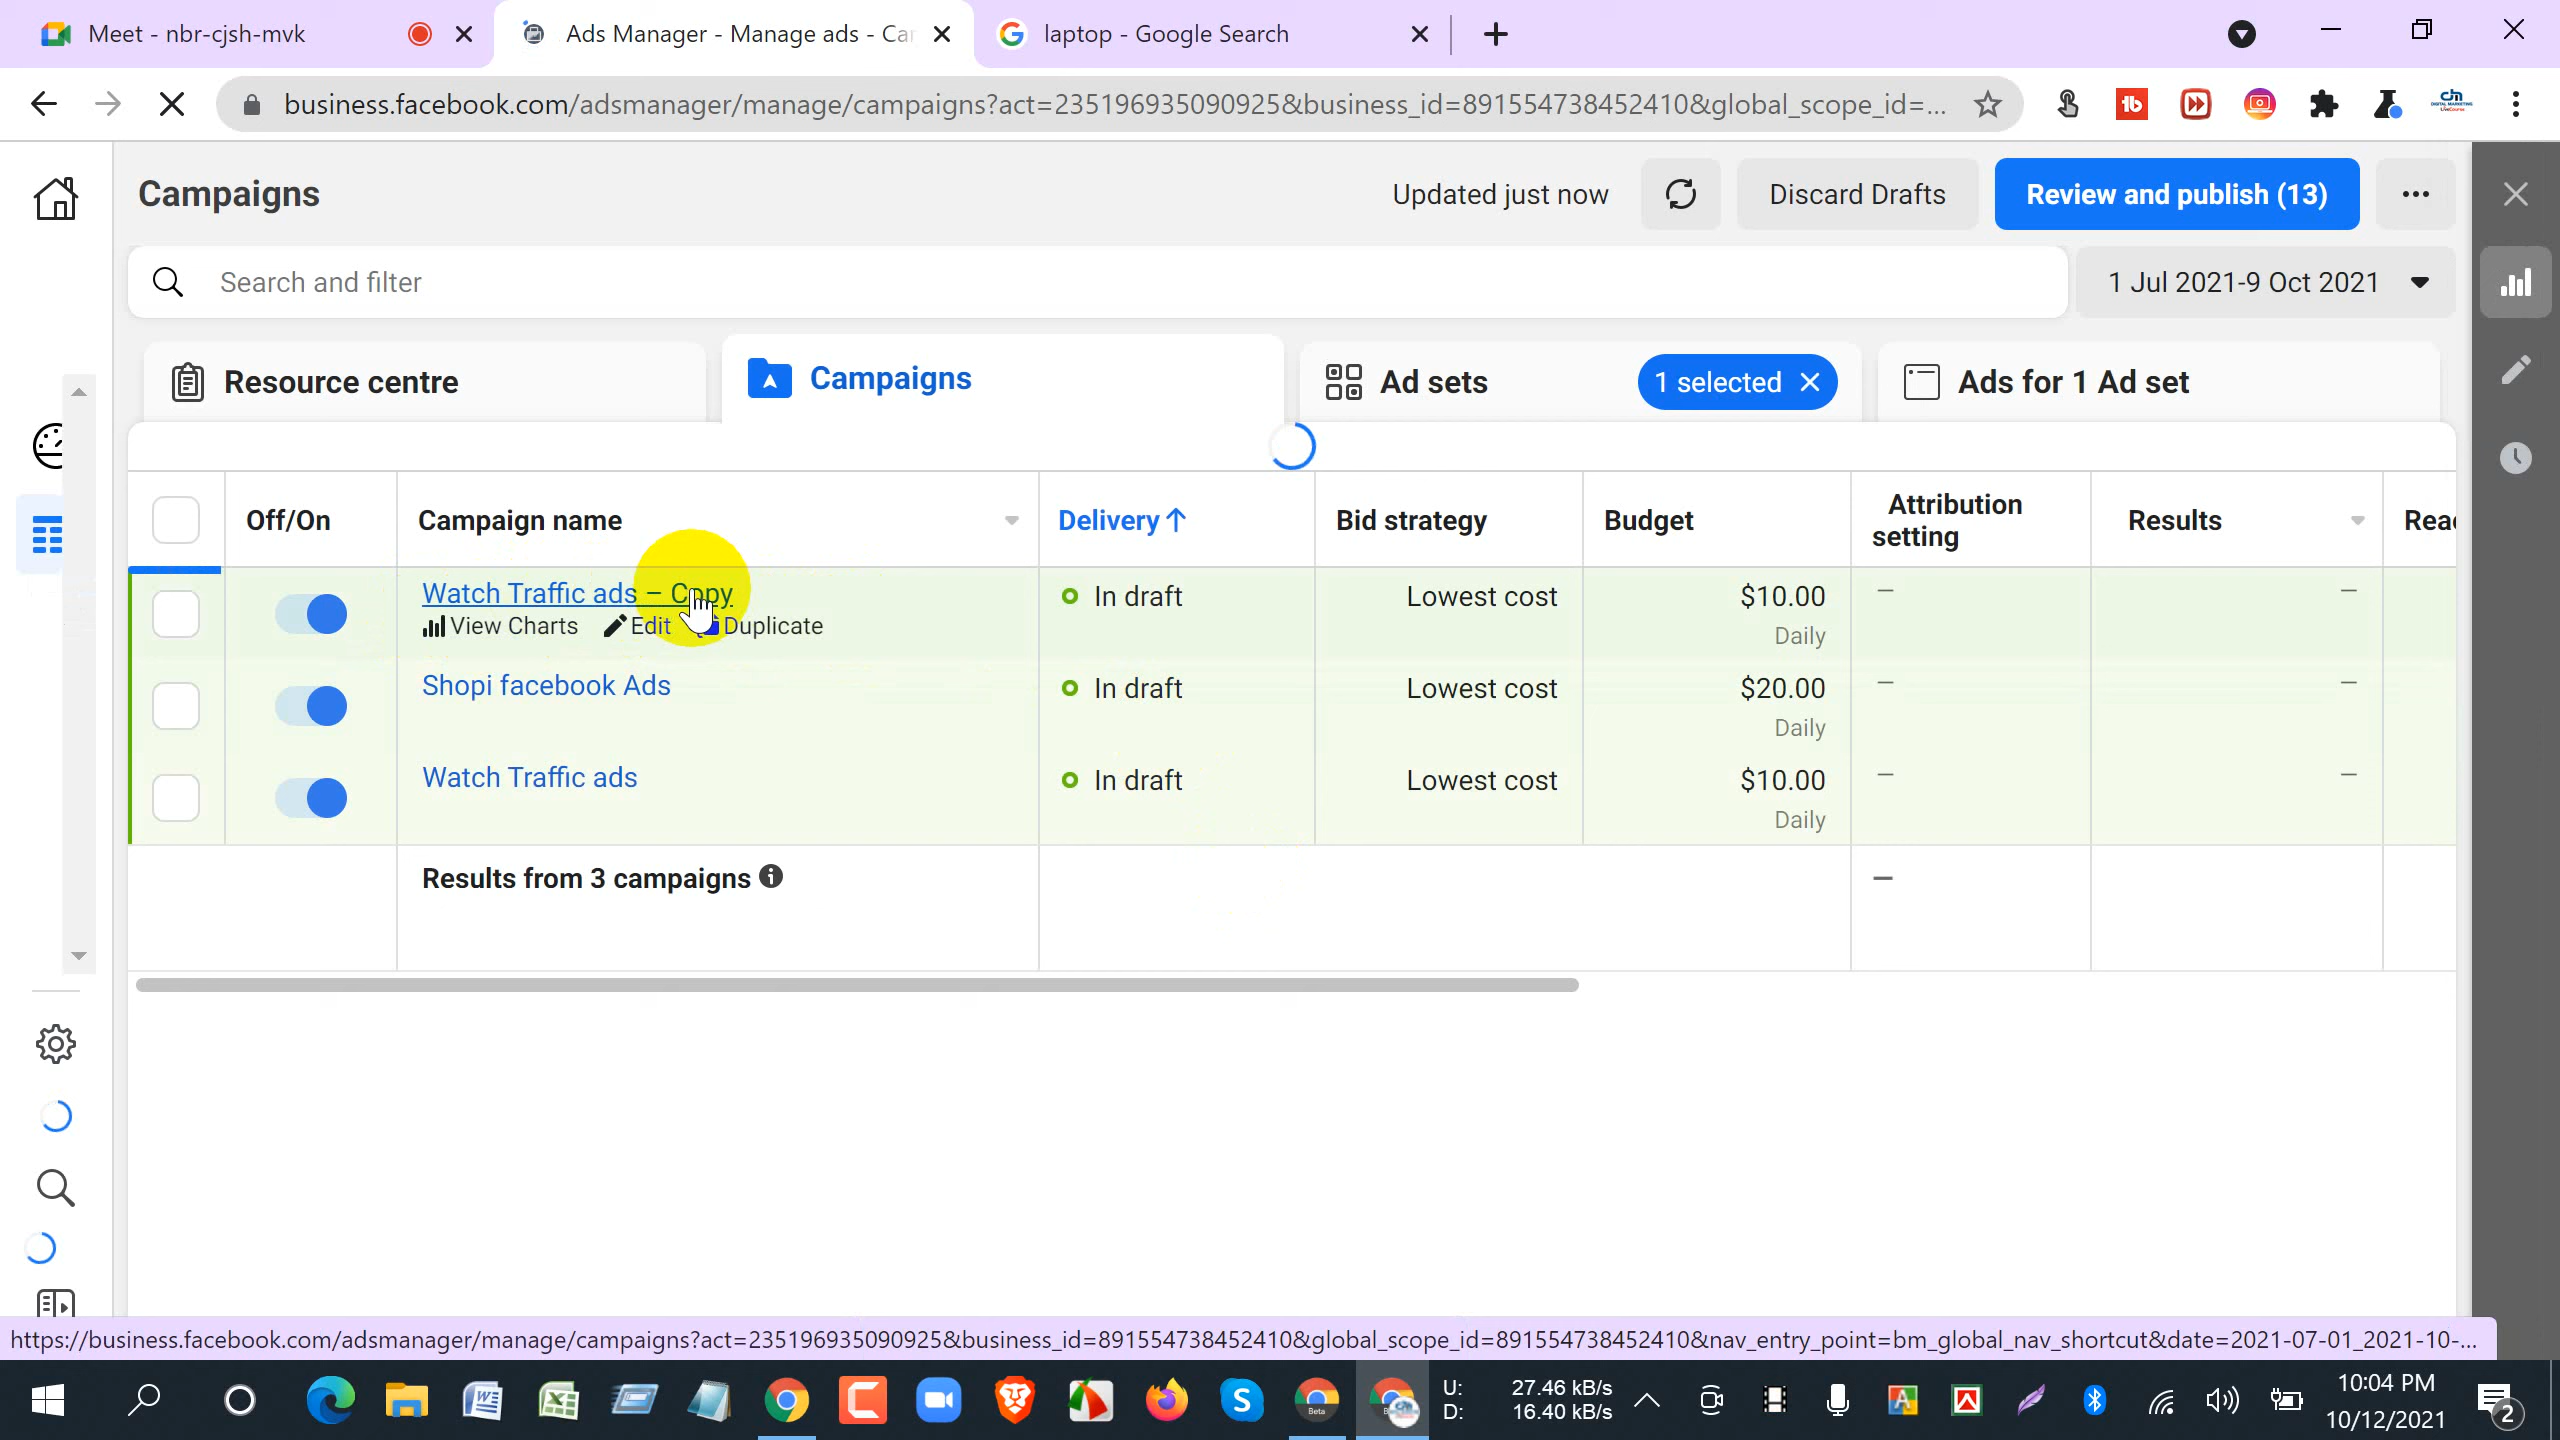 Meet - nbr-cjsh-mvk
Ads Manager - Manage ads - Ca
laptop - Google Search
business.facebook.com/adsmanager/manage/campaigns?act=235196935090925&business_id=891554738452410&global_scope_id=...
Campaigns
Updated just now
Discard Drafts
Review and publish (13)
Search and filter
1 Jul 2021-9 Oct 2021
Resource centre
Campaigns
Ad sets
1 selected
Ads for 1 Ad set
Off/On
Campaign name
Delivery
Bid strategy
Budget
Attribution
setting
Results
Reac
Watch Traffic ads – Copy
In draft
Lowest cost
$10.00
Daily
View Charts
Edit
Duplicate
Shopi facebook Ads
In draft
Lowest cost
$20.00
Daily
Watch Traffic ads
In draft
Lowest cost
$10.00
Daily
Results from 3 campaigns
https://business.facebook.com/adsmanager/manage/campaigns?act=235196935090925&business_id=891554738452410&global_scope_id=891554738452410&nav_entry_point=bm_global_nav_shortcut&date=2021-07-01_2021-10-...
U: 27.46 kB/s
D: 16.40 kB/s
10:04 PM
10/12/2021
2